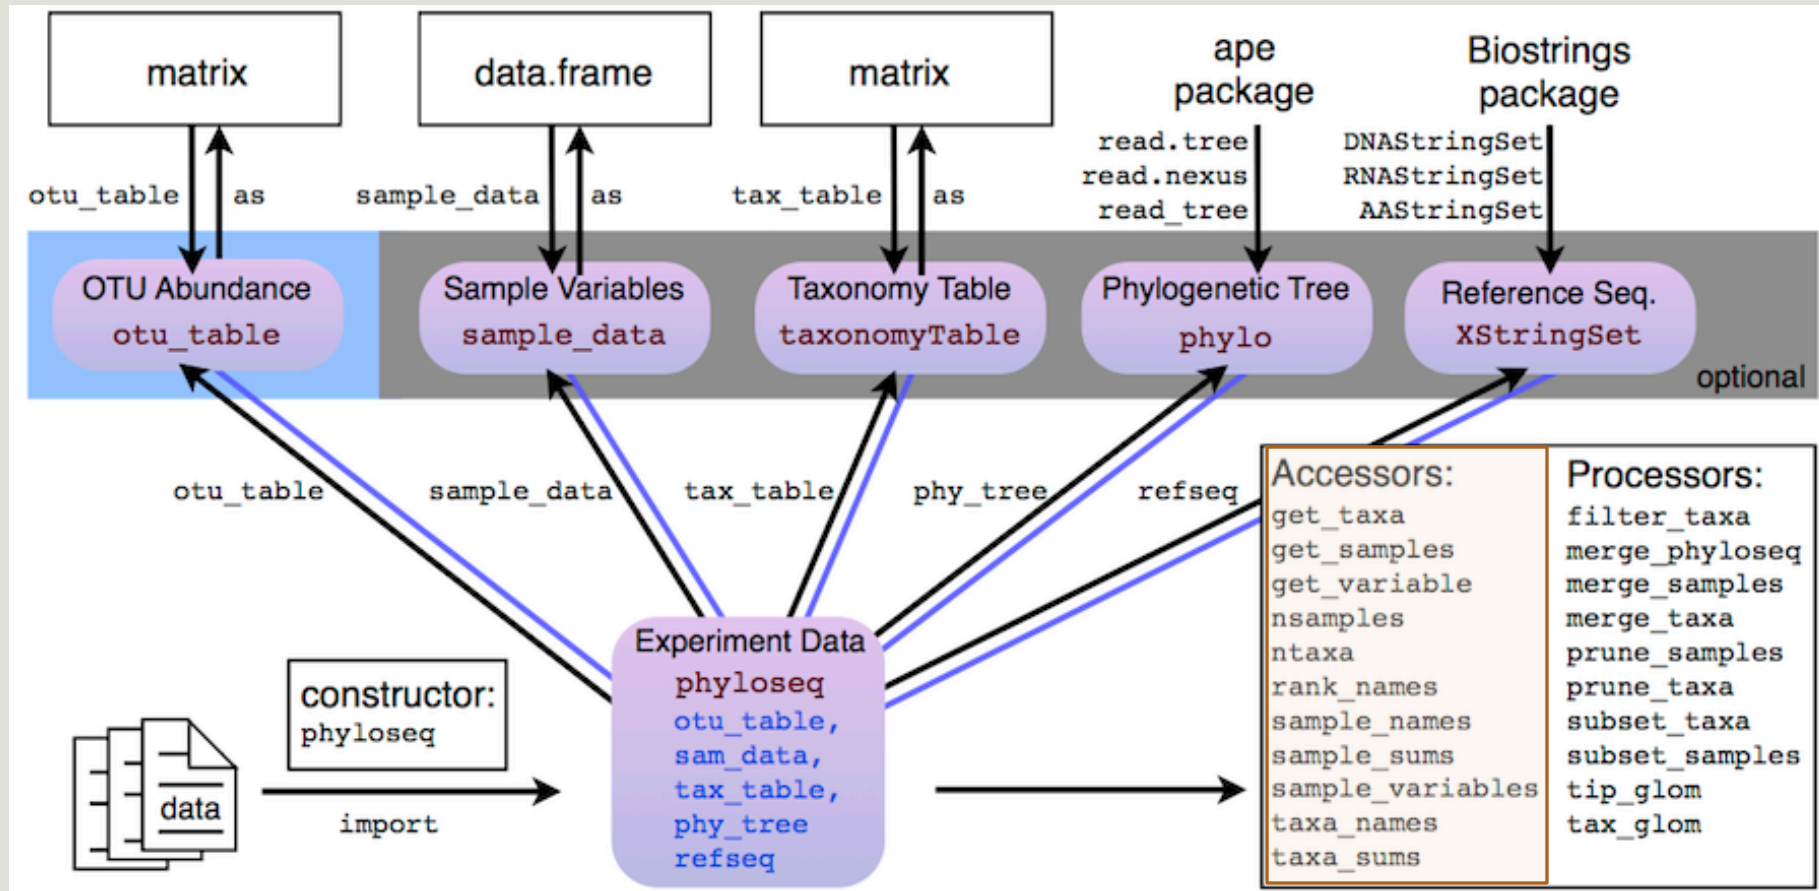 matrix
data.frame
matrix
ape
package
Biostrings
package
otu_table
as
sample_data
as
tax_table
as
read.tree
read.nexus
read_tree
DNAStringSet
RNAStringSet
AAStringSet
OTU Abundance
otu_table
Sample Variables
sample_data
Taxonomy Table
taxonomyTable
Phylogenetic Tree
phylo
Reference Seq.
XStringSet
optional
otu_table
sample_data
tax_table
phy_tree
refseq
data
constructor:
phyloseq
import
Experiment Data
phyloseq
otu_table,
sam_data,
tax_table,
phy_tree
refseq
Accessors:
get_taxa
get_samples
get_variable
nsamples
ntaxa
rank_names
sample_names
sample_sums
sample_variables
taxa_names
taxa_sums
Processors:
filter_taxa
merge_phyloseq
merge_samples
merge_taxa
prune_samples
prune_taxa
subset_taxa
subset_samples
tip_glom
tax_glom